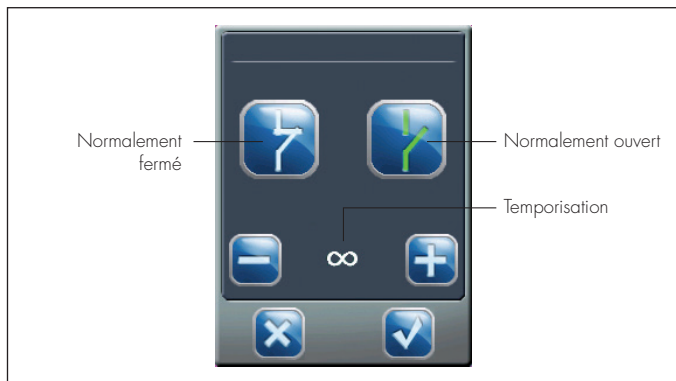 Normalement
fermé
Normalement ouvert
Temporisation
∞